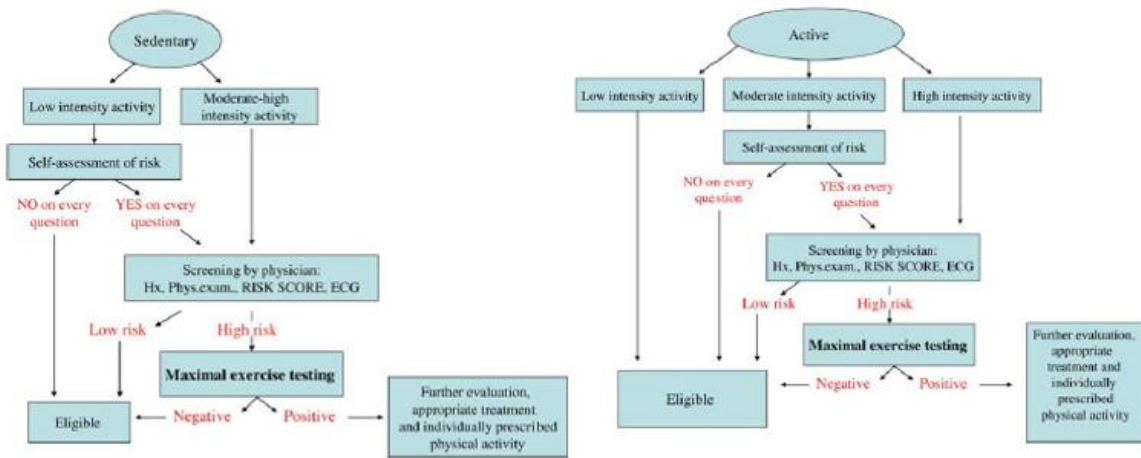 Sedentary
Low intensity activity
Moderate-high
intensity activity
Self-assessment of risk
NO on every
question
YES on every
question
Screening by physician:
Hx, Phys.exam., RISK SCORE, ECG
Low risk
High risk
Maximal exercise testing
Eligible
Negative
Positive
Further evaluation,
appropriate treatment
and individually prescribed
physical activity
Active
Low intensity activity
Moderate intensity activity
High intensity activity
Self-assessment of risk
NO on every
question
YES on every
question
Screening by physician:
Hx, Phys.exam., RISK SCORE, ECG
Low risk
High risk
Maximal exercise testing
Eligible
Negative
Positive
Further evaluation,
appropriate
treatment and
individually
prescribed
physical activity